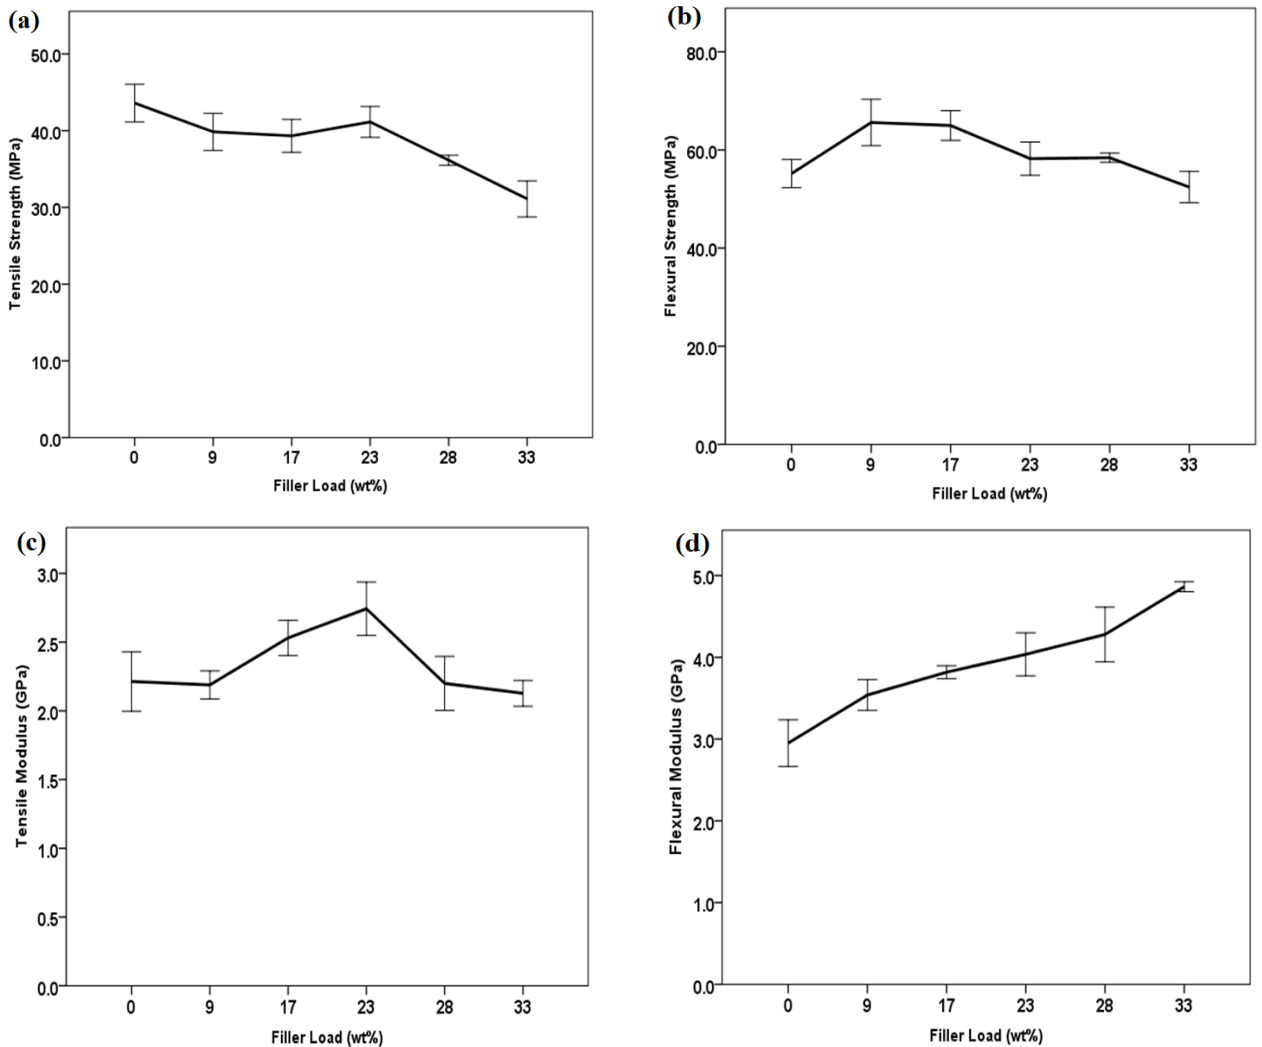 (a)
50.0
40.0
30.0
20.0
10.0
0.0
Tensile Strength (MPa)
0 9 17 23 28 33
Filler Load (wt%)
(b)
80.0
60.0
40.0
20.0
0.0
Flexural Strength (MPa)
0 9 17 23 28 33
Filler Load (wt%)
(c)
3.0
2.5
2.0
1.5
1.0
0.5
0.0
Tensile Modulus (GPa)
0 9 17 23 28 33
Filler Load (wt%)
(d)
5.0
4.0
3.0
2.0
1.0
0.0
Flexural Modulus (GPa)
0 9 17 23 28 33
Filler Load (wt%)